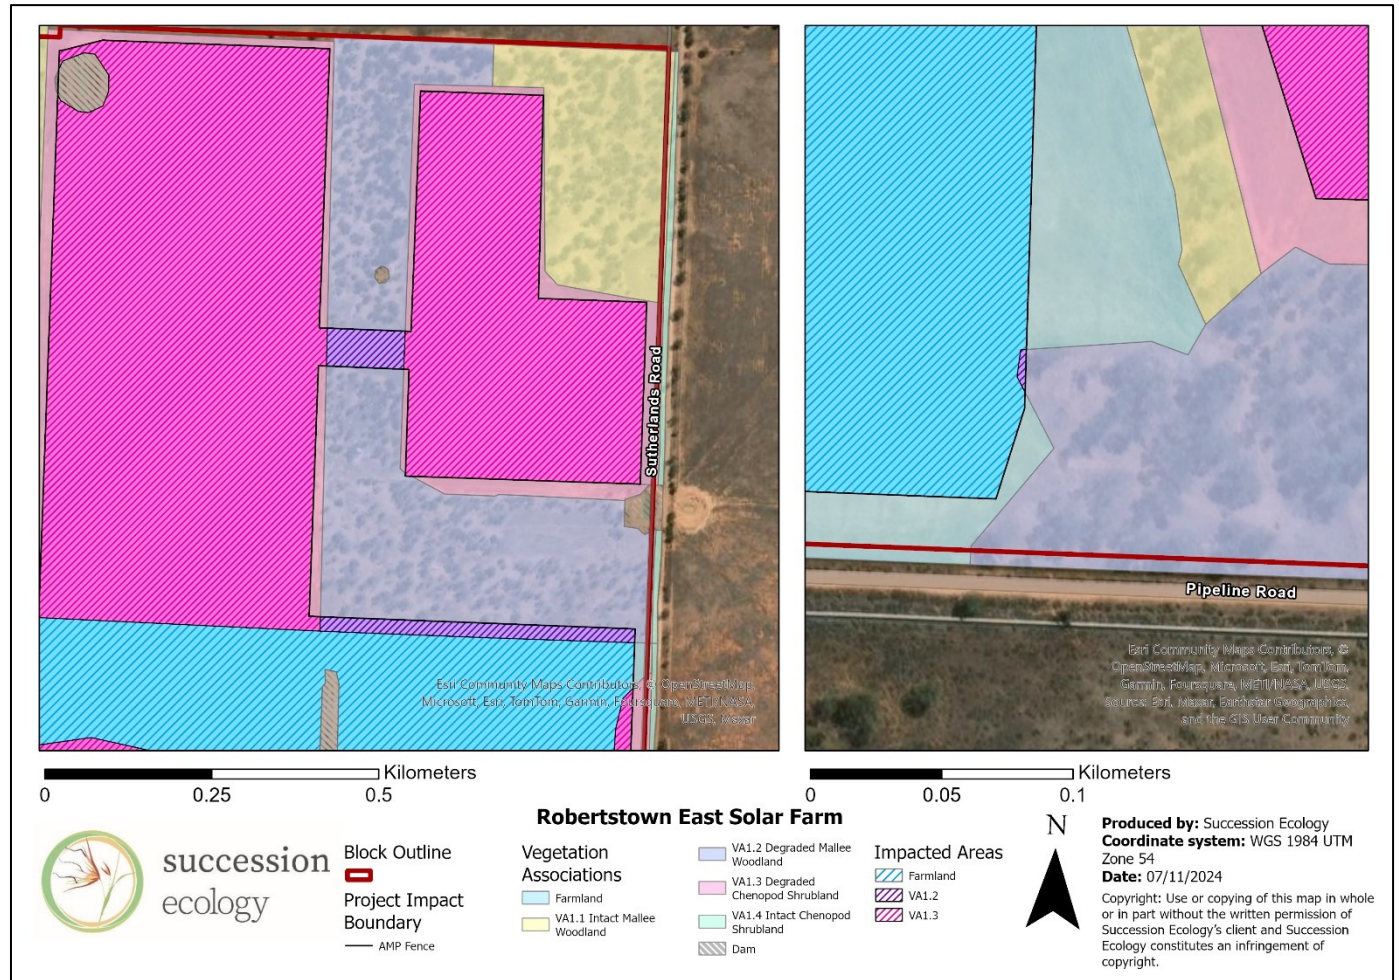 Sutherlands Road
Esri Community Maps Contributors, © OpenStreetMap,
Microsoft, Esri, TomTom, Garmin, Foursquare, METI/NASA,
USGS, Maxar
Pipeline Road
Esri Community Maps Contributors, ©
OpenStreetMap, Microsoft, Esri, TomTom,
Garmin, Foursquare, METI/NASA, USGS,
Source: Esri, Maxar, Earthstar Geographics,
and the GIS User Community
Kilometers
0 0.25 0.5
Kilometers
0 0.05 0.1
Robertstown East Solar Farm
succession
ecology
Block Outline
Project Impact
Boundary
AMP Fence
Vegetation
Associations
Farmland
VA1.1 Intact Mallee
Woodland
VA1.2 Degraded Mallee
Woodland
VA1.3 Degraded
Chenopod Shrubland
VA1.4 Intact Chenopod
Shrubland
Dam
Impacted Areas
Farmland
VA1.2
VA1.3
N
Produced by: Succession Ecology
Coordinate system: WGS 1984 UTM
Zone 54
Date: 07/11/2024
Copyright: Use or copying of this map in whole
or in part without the written permission of
Succession Ecology's client and Succession
Ecology constitutes an infringement of
copyright.